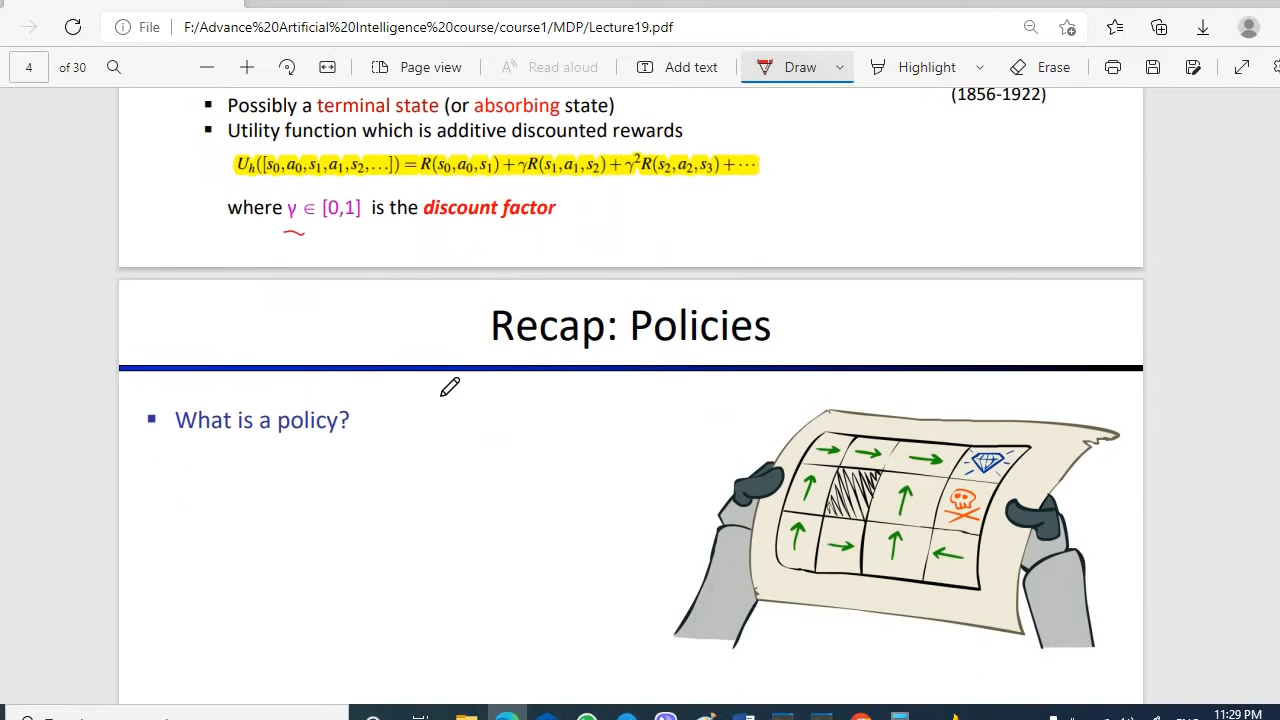 File F:/Advance%20Artificial%20Intelligence%20course/course1/MDP/Lecture19.pdf
4 of 30 Page view Read aloud Add text Draw Highlight Erase
▪ Possibly a terminal state (or absorbing state)
(1856-1922)
▪ Utility function which is additive discounted rewards
Uₕ([s₀,a₀,s₁,a₁,s₂,…]) = R(s₀,a₀,s₁) + γR(s₁,a₁,s₂) + γ²R(s₂,a₂,s₃) + ⋯
where γ ∈ [0,1] is the discount factor
Recap: Policies
▪ What is a policy?
11:29 PM